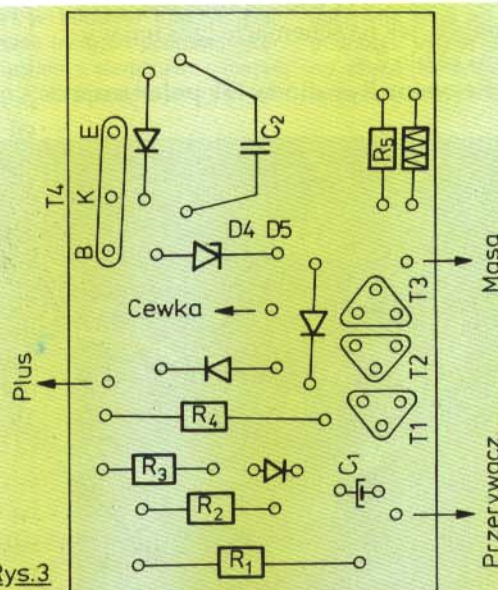 T4
B K E
C2
R5
D4 D5
Cewka
Masa
Plus
T3
T2
T1
R4
R3
R2
R1
C1
Przerywacz
Rys.3